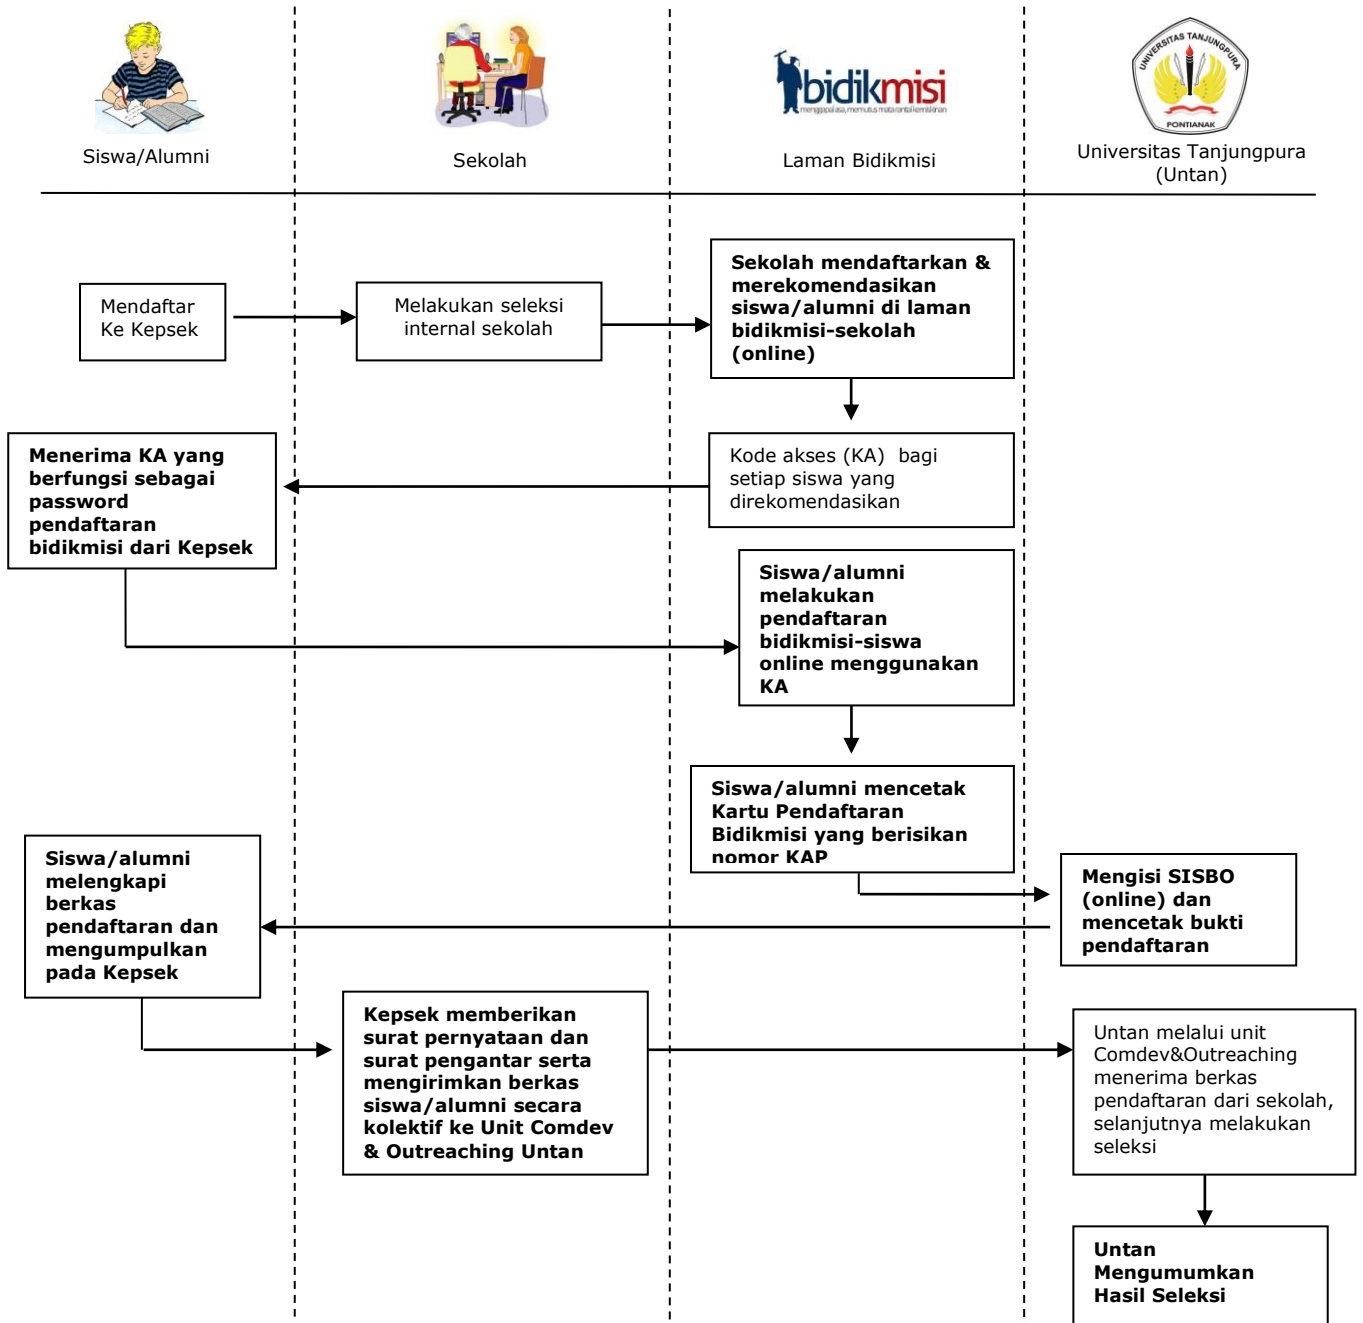 bidikmisi
menggapai asa, memutus mata rantai kemiskinan
UNIVERSITAS TANJUNGPURA
PONTIANAK
Siswa/Alumni
Sekolah
Laman Bidikmisi
Universitas Tanjungpura
(Untan)
Mendaftar
Ke Kepsek
Melakukan seleksi
internal sekolah
Sekolah mendaftarkan &
merekomendasikan
siswa/alumni di laman
bidikmisi-sekolah
(online)
Kode akses (KA)  bagi
setiap siswa yang
direkomendasikan
Menerima KA yang
berfungsi sebagai
password
pendaftaran
bidikmisi dari Kepsek
Siswa/alumni
melakukan
pendaftaran
bidikmisi-siswa
online menggunakan
KA
Siswa/alumni mencetak
Kartu Pendaftaran
Bidikmisi yang berisikan
nomor KAP
Mengisi SISBO
(online) dan
mencetak bukti
pendaftaran
Siswa/alumni
melengkapi
berkas
pendaftaran dan
mengumpulkan
pada Kepsek
Kepsek memberikan
surat pernyataan dan
surat pengantar serta
mengirimkan berkas
siswa/alumni secara
kolektif ke Unit Comdev
& Outreaching Untan
Untan melalui unit
Comdev&Outreaching
menerima berkas
pendaftaran dari sekolah,
selanjutnya melakukan
seleksi
Untan
Mengumumkan
Hasil Seleksi